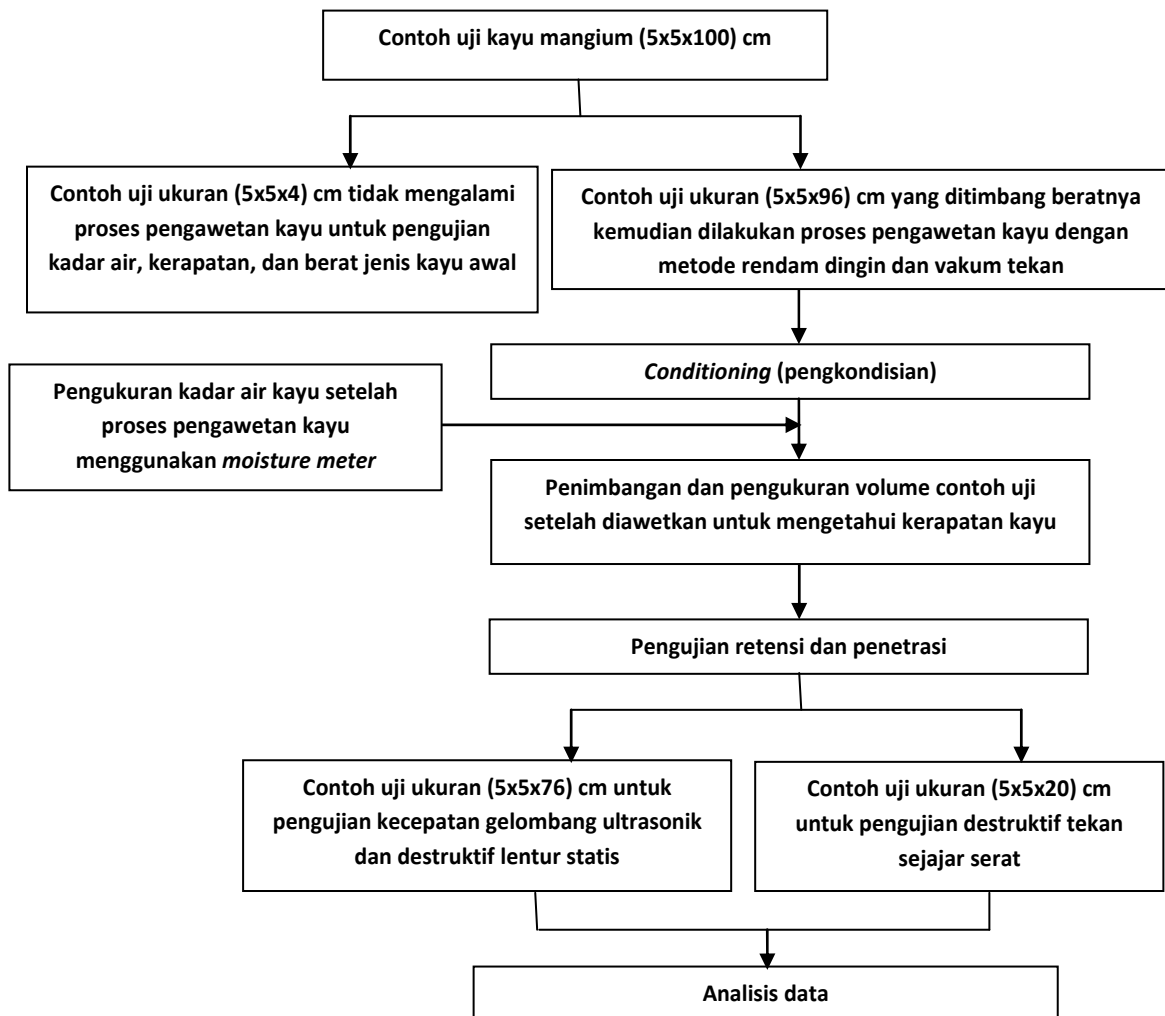 Contoh uji kayu mangium (5x5x100) cm
Contoh uji ukuran (5x5x4) cm tidak mengalami
proses pengawetan kayu untuk pengujian
kadar air, kerapatan, dan berat jenis kayu awal
Contoh uji ukuran (5x5x96) cm yang ditimbang beratnya
kemudian dilakukan proses pengawetan kayu dengan
metode rendam dingin dan vakum tekan
Conditioning (pengkondisian)
Pengukuran kadar air kayu setelah
proses pengawetan kayu
menggunakan moisture meter
Penimbangan dan pengukuran volume contoh uji
setelah diawetkan untuk mengetahui kerapatan kayu
Pengujian retensi dan penetrasi
Contoh uji ukuran (5x5x76) cm untuk
pengujian kecepatan gelombang ultrasonik
dan destruktif lentur statis
Contoh uji ukuran (5x5x20) cm
untuk pengujian destruktif tekan
sejajar serat
Analisis data